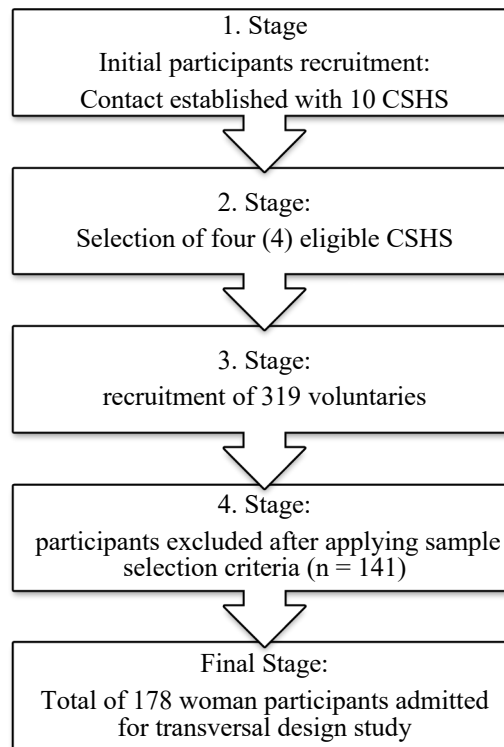 1. Stage
Initial participants recruitment:
Contact established with 10 CSHS
2. Stage:
Selection of four (4) eligible CSHS
3. Stage:
recruitment of 319 voluntaries
4. Stage:
participants excluded after applying sample
selection criteria (n = 141)
Final Stage:
Total of 178 woman participants admitted
for transversal design study